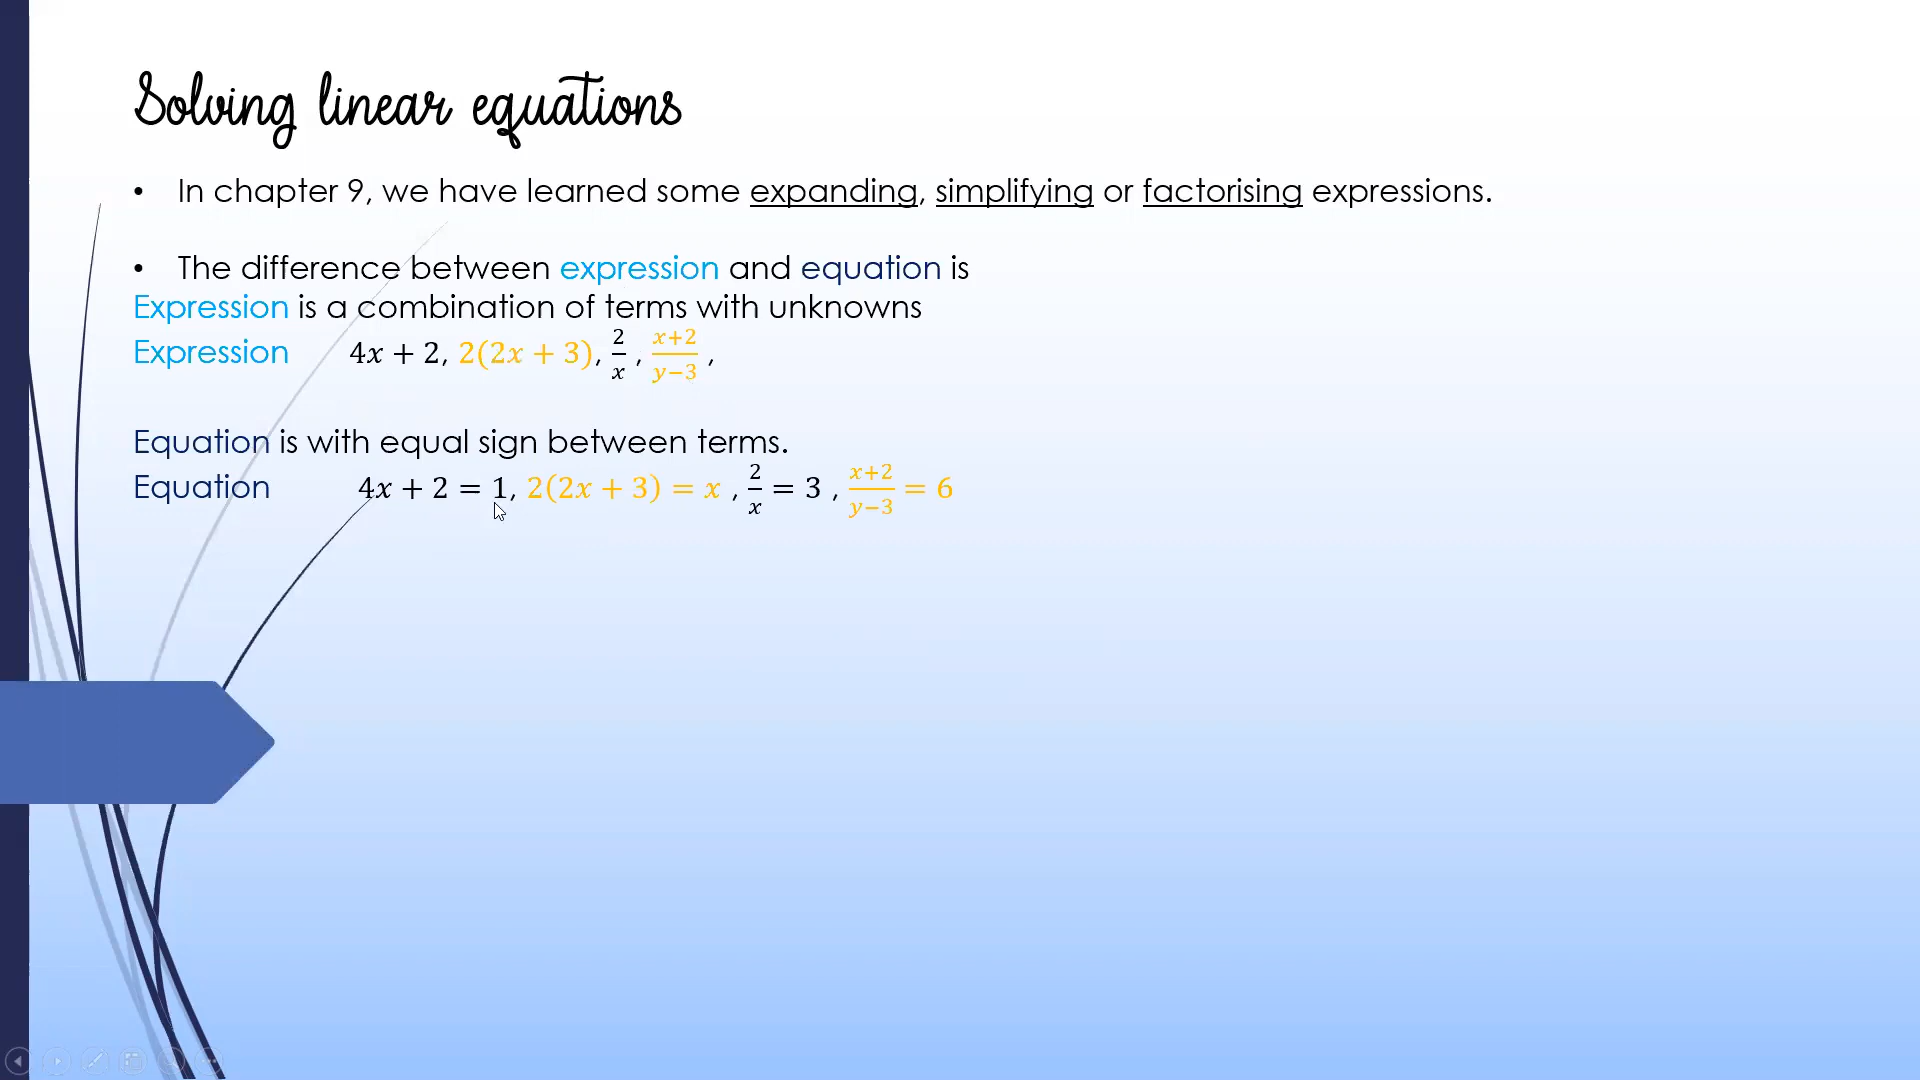 Solving linear equations
• In chapter 9, we have learned some expanding, simplifying or factorising expressions.
• The difference between expression and equation is
Expression is a combination of terms with unknowns
Expression 4x + 2, 2(2x + 3), 2/x , (x+2)/(y−3) ,
Equation is with equal sign between terms.
Equation 4x + 2 = 1, 2(2x + 3) = x , 2/x = 3 , (x+2)/(y−3) = 6